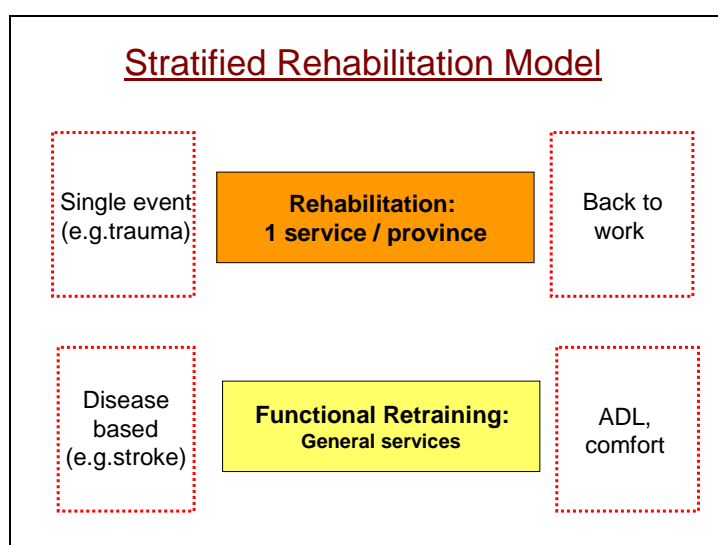 Stratified Rehabilitation Model
Single event
(e.g.trauma)
Rehabilitation:
1 service / province
Back to
work
Disease
based
(e.g.stroke)
Functional Retraining:
General services
ADL,
comfort